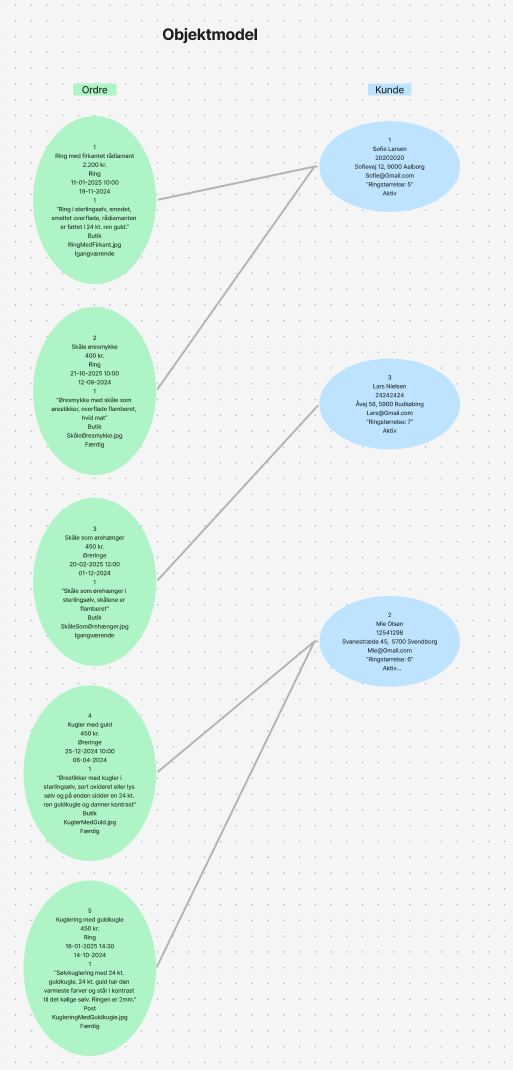 Objektmodel
Ordre
1
Ring med firkantet rådiamant
2.200 kr.
Ring
11-01-2025 10:00
19-11-2024
1
"Ring i sterlingsølv, smedet,
smeltet overflade, rådiamanten
er fattet i 24 kt. ren guld."
Butik
RingMedFirkant.jpg
Igangværende
2
Skåle øresmykke
400 kr.
Ring
21-10-2025 10:00
12-09-2024
1
"Øresmykke med skåle som
ørestikker, overflade flamberet,
hvid mat"
Butik
SkåleØresmykke.jpg
Færdig
3
Skåle som ørehænger
450 kr.
Øreringe
20-02-2025 12:00
01-12-2024
1
"Skåle som ørehænger i
sterlingsølv, skålene er
flamberet"
Butik
SkåleSomØrehænger.jpg
Igangværende
4
Kugler med guld
450 kr.
Øreringe
25-12-2024 10:00
06-04-2024
1
"Ørestikker med kugler i
sterlingsølv, sort oxideret eller lys
sølv og på enden sidder en 24 kt.
ren guldkugle og danner kontrast"
Butik
KuglerMedGuld.jpg
Færdig
5
Kuglering med guldkugle
450 kr.
Ring
18-01-2025 14:30
14-10-2024
1
"Sølvkuglering med 24 kt.
guldkugle. 24 kt. guld har den
varmeste farver og står i kontrast
til det kølige sølv. Ringen er 2mm."
Post
KugleringMedGuldkugle.jpg
Færdig
Kunde
1
Sofie Larsen
20202020
Sofievej 12, 9000 Aalborg
Sofie@Gmail.com
"Ringstørrelse: 5"
Aktiv
3
Lars Nielsen
24242424
Åvej 56, 5900 Rudkøbing
Lars@Gmail.com
"Ringstørrelse: 7"
Aktiv
2
Mie Olsen
12541298
Svanestræde 45, 5700 Svendborg
Mie@Gmail.com
"Ringstørrelse: 6"
Aktiv...